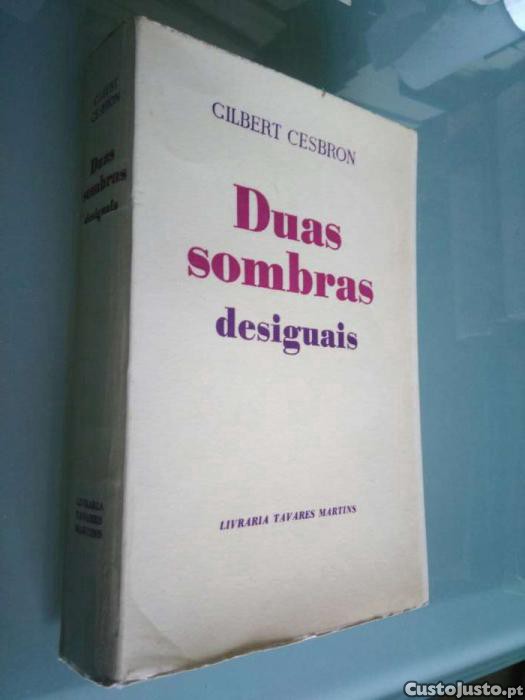 GILBERT
CESBRON
Duas
sombras
desiguais
LIVRARIA
TAVARES
MARTINS
GILBERT CESBRON
Duas
sombras
desiguais
LIVRARIA TAVARES MARTINS
CustoJusto.pt